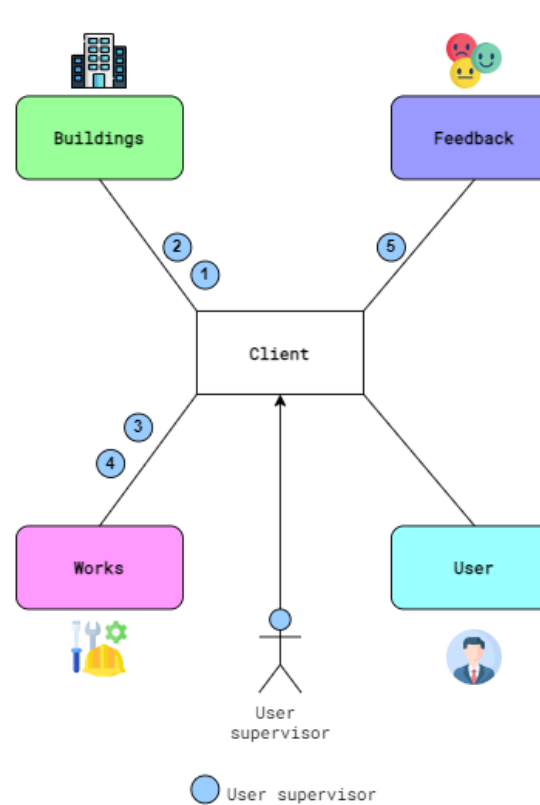 Buildings
Feedback
2
5
1
Client
3
4
Works
User
User
supervisor
User supervisor